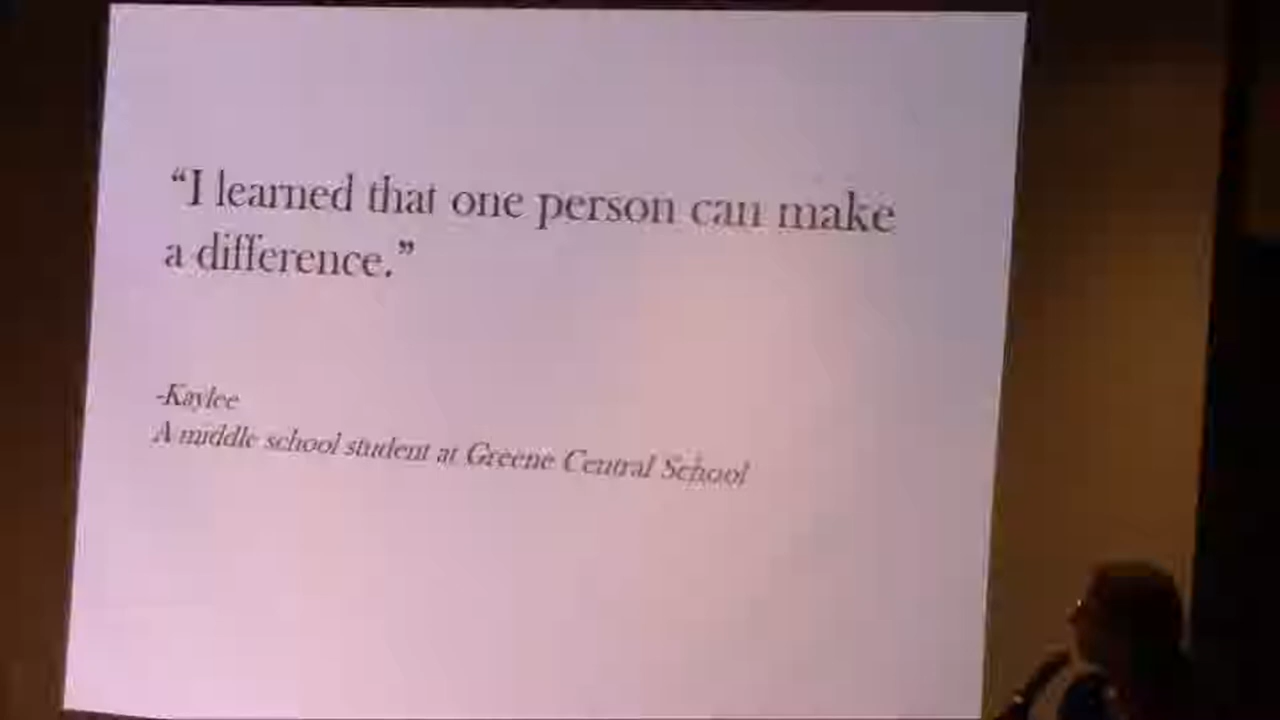 “I learned that one person can make
a difference.”
-Kaylee
A middle school student at Greene Central School